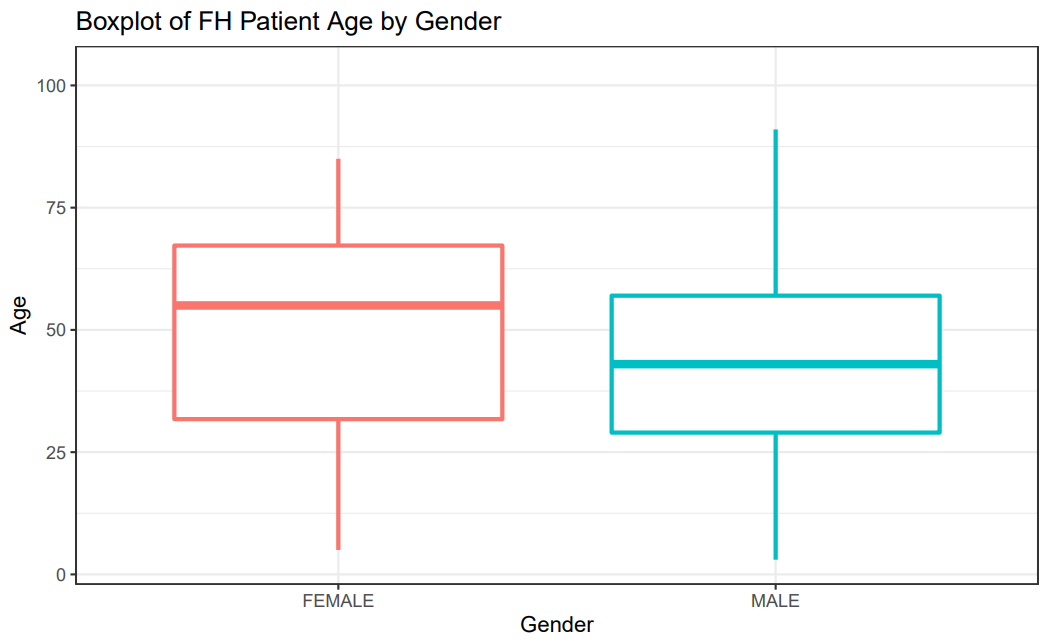 Boxplot of FH Patient Age by Gender
100
75
50
25
0
Age
FEMALE
MALE
Gender